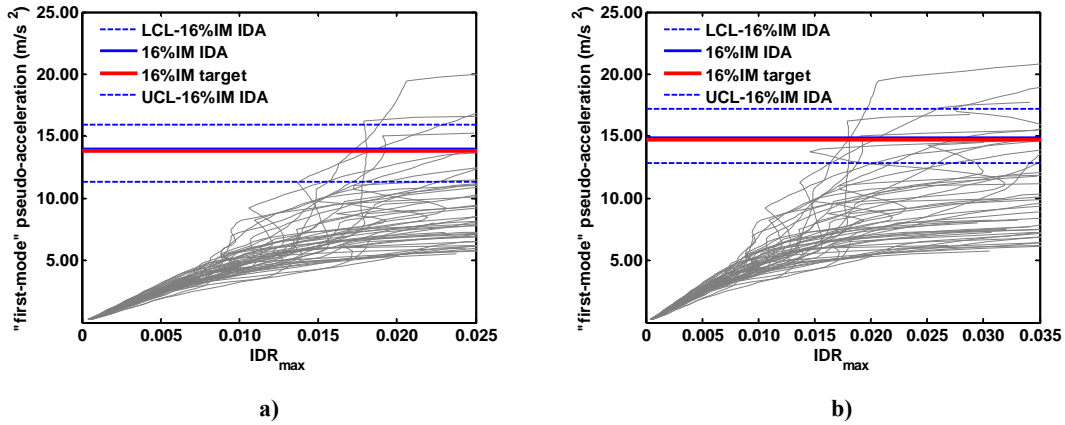 "first-mode" pseudo-acceleration (m/s 2)
25.00
20.00
15.00
10.00
5.00
LCL-16%IM IDA
16%IM IDA
16%IM target
UCL-16%IM IDA
0 0.005 0.010 0.015 0.020 0.025
IDRmax
a)
"first-mode" pseudo-acceleration (m/s 2)
25.00
20.00
15.00
10.00
5.00
LCL-16%IM IDA
16%IM IDA
16%IM target
UCL-16%IM IDA
0 0.005 0.010 0.015 0.020 0.025 0.030 0.035
IDRmax
b)